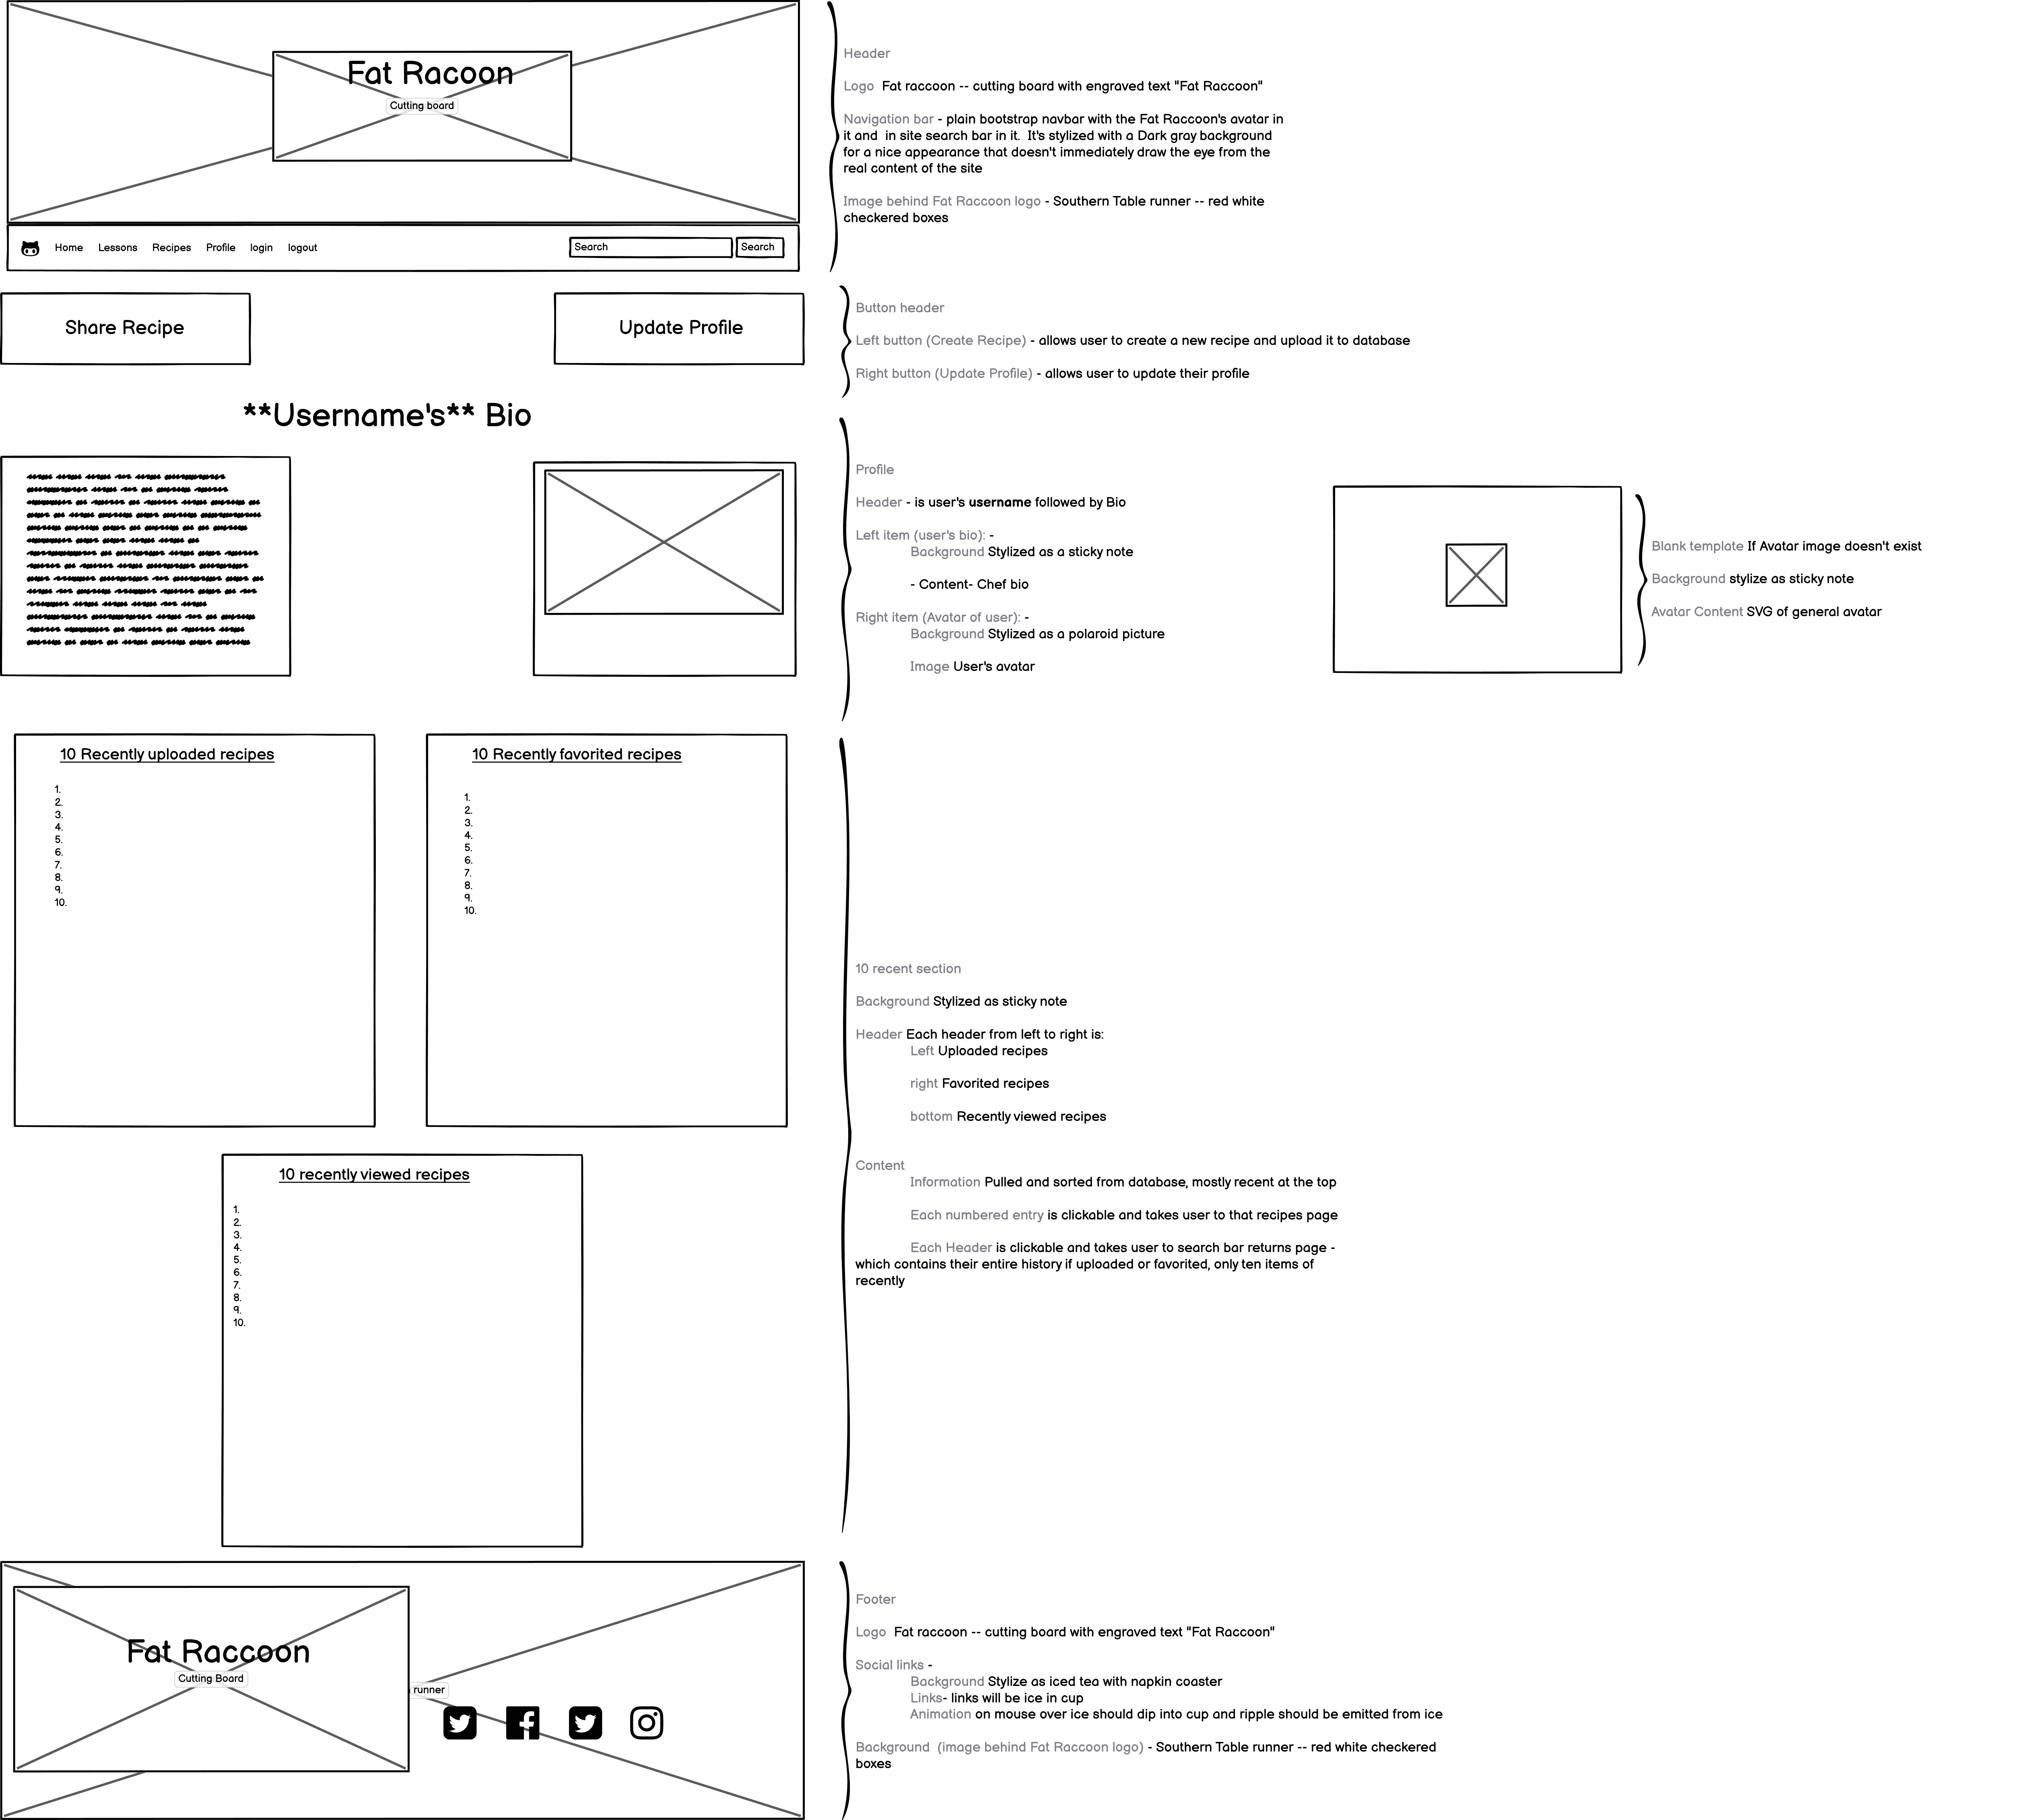 Fat Racoon
Cutting board
Home Lessons Recipes Profile login logout
Search Search
Header
Logo Fat raccoon -- cutting board with engraved text "Fat Raccoon"
Navigation bar - plain bootstrap navbar with the Fat Raccoon's avatar in
it and in site search bar in it. It's stylized with a Dark gray background
for a nice appearance that doesn't immediately draw the eye from the
real content of the site
Image behind Fat Raccoon logo - Southern Table runner -- red white
checkered boxes
Share Recipe
Update Profile
Button header
Left button (Create Recipe) - allows user to create a new recipe and upload it to database
Right button (Update Profile) - allows user to update their profile
**Username's** Bio
Profile
Header - is user's username followed by Bio
Left item (user's bio): -
Background Stylized as a sticky note
- Content- Chef bio
Right item (Avatar of user): -
Background Stylized as a polaroid picture
Image User's avatar
Blank template If Avatar image doesn't exist
Background stylize as sticky note
Avatar Content SVG of general avatar
10 Recently uploaded recipes
1.
2.
3.
4.
5.
6.
7.
8.
9.
10.
10 Recently favorited recipes
1.
2.
3.
4.
5.
6.
7.
8.
9.
10.
10 recently viewed recipes
1.
2.
3.
4.
5.
6.
7.
8.
9.
10.
10 recent section
Background Stylized as sticky note
Header Each header from left to right is:
Left Uploaded recipes
right Favorited recipes
bottom Recently viewed recipes
Content
Information Pulled and sorted from database, mostly recent at the top
Each numbered entry is clickable and takes user to that recipes page
Each Header is clickable and takes user to search bar returns page -
which contains their entire history if uploaded or favorited, only ten items of
recently
Fat Raccoon
Cutting Board
runner
Footer
Logo Fat raccoon -- cutting board with engraved text "Fat Raccoon"
Social links -
Background Stylize as iced tea with napkin coaster
Links- links will be ice in cup
Animation on mouse over ice should dip into cup and ripple should be emitted from ice
Background (image behind Fat Raccoon logo) - Southern Table runner -- red white checkered
boxes